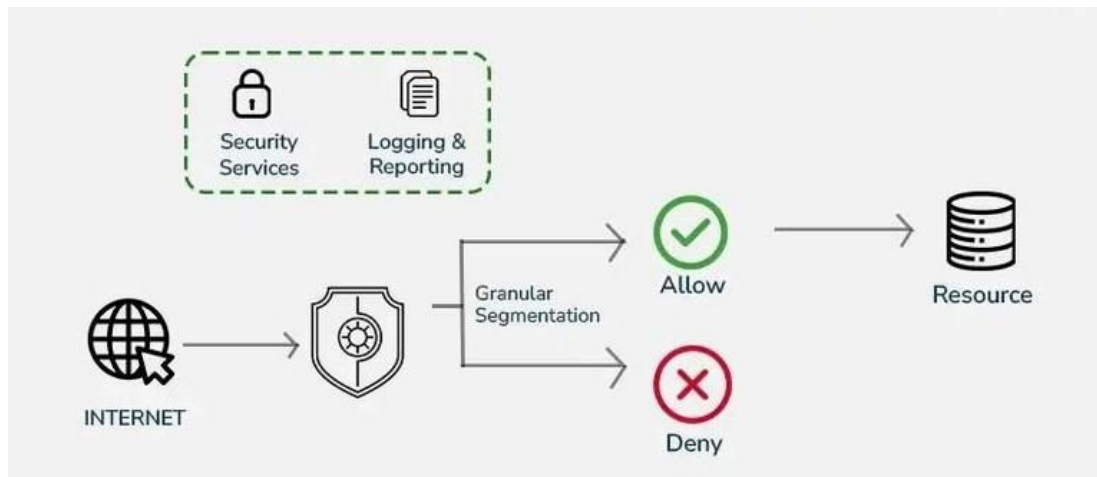 Security
Services
Logging &
Reporting
Allow
Resource
Granular
Segmentation
INTERNET
Deny